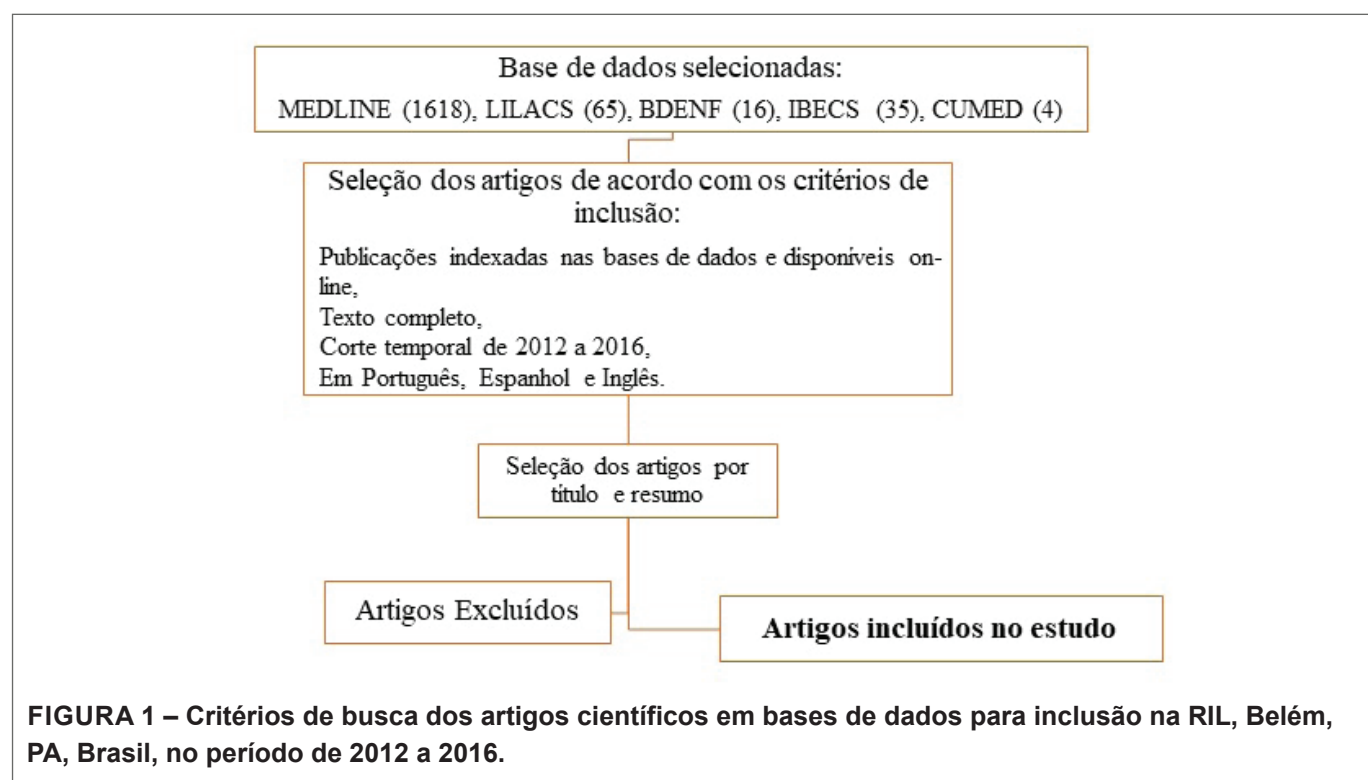 Base de dados selecionadas:
MEDLINE (1618), LILACS (65), BDENF (16), IBECS (35), CUMED (4)
Seleção dos artigos de acordo com os critérios de
inclusão:
Publicações indexadas nas bases de dados e disponíveis on-
line,
Texto completo,
Corte temporal de 2012 a 2016,
Em Português, Espanhol e Inglês.
Seleção dos artigos por
título e resumo
Artigos Excluídos
Artigos incluídos no estudo
FIGURA 1 – Critérios de busca dos artigos científicos em bases de dados para inclusão na RIL, Belém,
PA, Brasil, no período de 2012 a 2016.